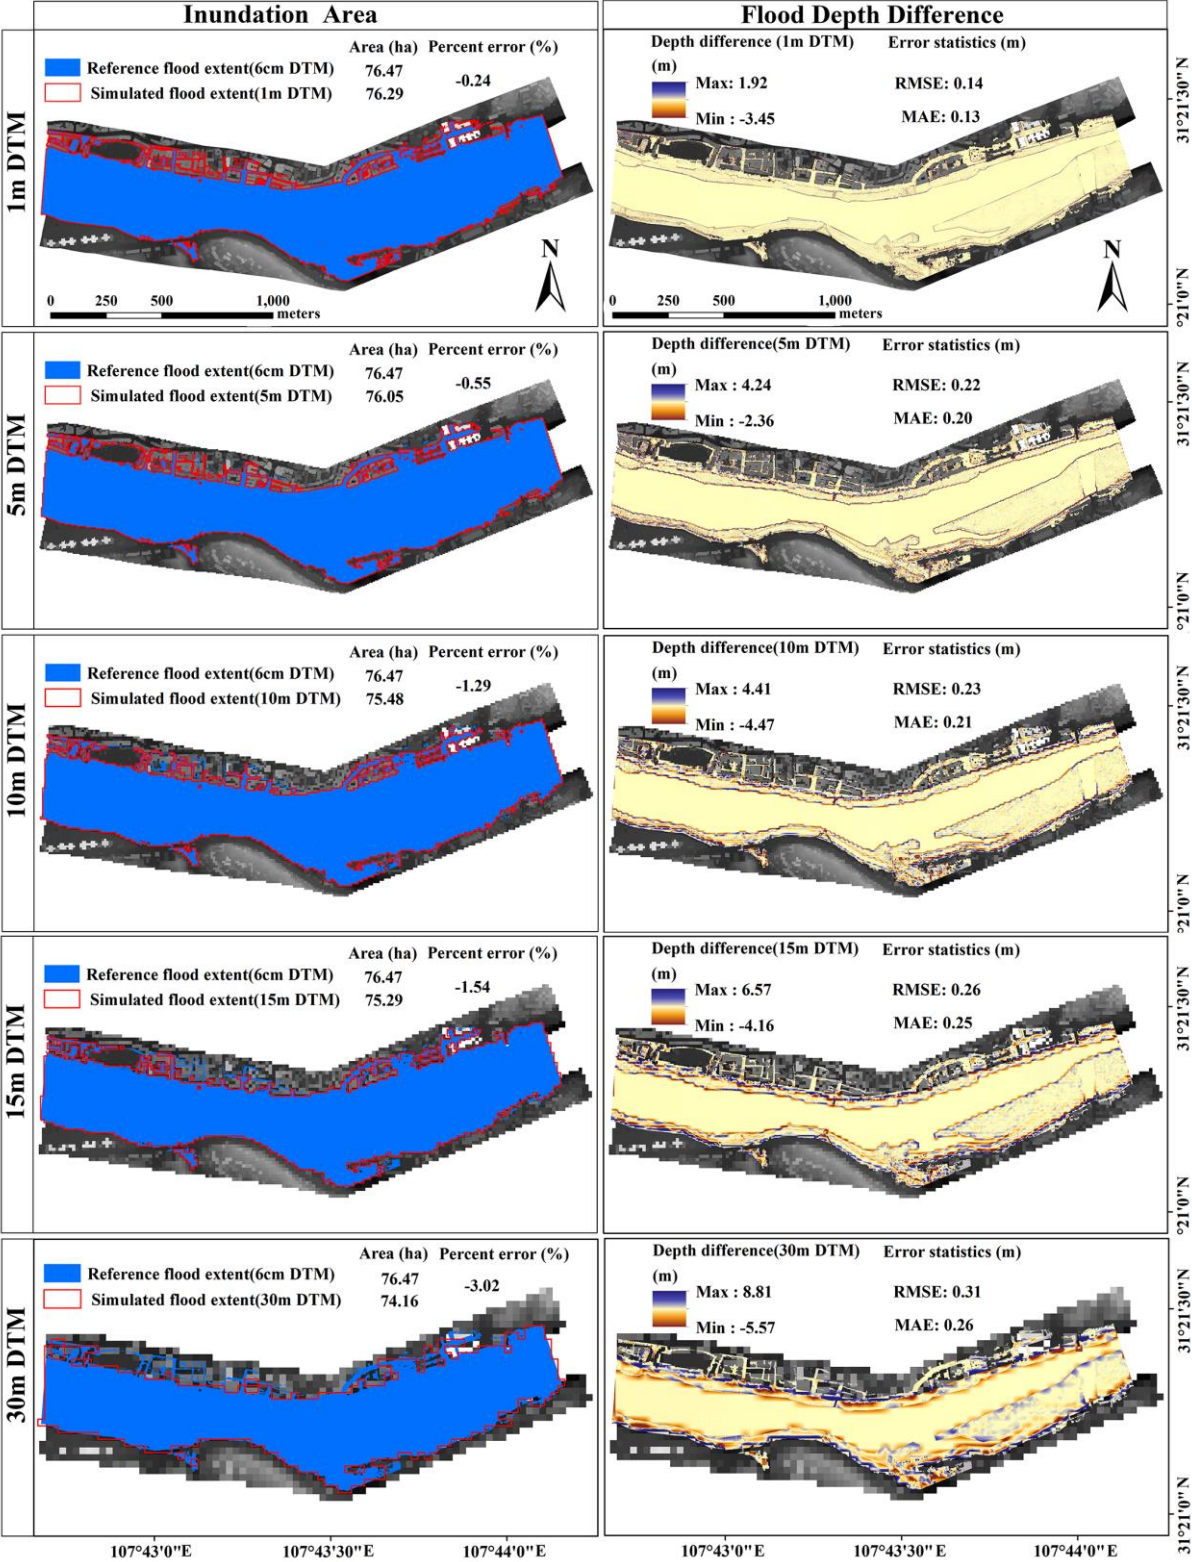 Inundation Area
Flood Depth Difference
1m DTM
Area (ha) Percent error (%)
Reference flood extent(6cm DTM) 76.47
-0.24
Simulated flood extent(1m DTM) 76.29
N
0 250 500 1,000
meters
Depth difference (1m DTM) Error statistics (m)
(m)
Max: 1.92 RMSE: 0.14
Min : -3.45 MAE: 0.13
N
0 250 500 1,000
meters
31°21'30" N
°21'0" N
5m DTM
Area (ha) Percent error (%)
Reference flood extent(6cm DTM) 76.47
-0.55
Simulated flood extent(5m DTM) 76.05
Depth difference(5m DTM) Error statistics (m)
(m)
Max : 4.24 RMSE: 0.22
Min : -2.36 MAE: 0.20
31°21'30" N
°21'0" N
10m DTM
Area (ha) Percent error (%)
Reference flood extent(6cm DTM) 76.47
-1.29
Simulated flood extent(10m DTM) 75.48
Depth difference(10m DTM) Error statistics (m)
(m)
Max : 4.41 RMSE: 0.23
Min : -4.47 MAE: 0.21
31°21'30" N
°21'0" N
15m DTM
Area (ha) Percent error (%)
Reference flood extent(6cm DTM) 76.47
-1.54
Simulated flood extent(15m DTM) 75.29
Depth difference(15m DTM) Error statistics (m)
(m)
Max : 6.57 RMSE: 0.26
Min : -4.16 MAE: 0.25
31°21'30" N
31°21'0" N
30m DTM
Area (ha) Percent error (%)
Reference flood extent(6cm DTM) 76.47
-3.02
Simulated flood extent(30m DTM) 74.16
Depth difference(30m DTM) Error statistics (m)
(m)
Max : 8.81 RMSE: 0.31
Min : -5.57 MAE: 0.26
31°21'30" N
31°21'0" N
107°43'0"E 107°43'30"E 107°44'0"E
107°43'0"E 107°43'30"E 107°44'0"E